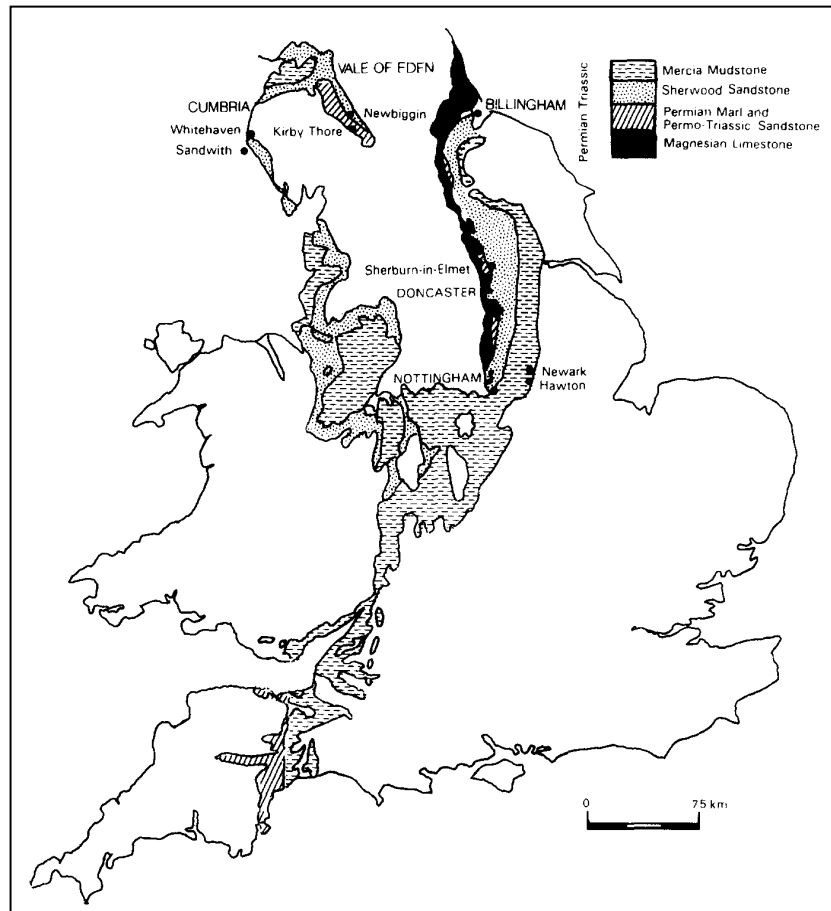 VALE OF EDEN
CUMBRIA
Newbiggin
Whitehaven
Kirby Thore
Sandwith
BILLINGHAM
Permian Triassic
Mercia Mudstone
Sherwood Sandstone
Permian Marl and
Permo-Triassic Sandstone
Magnesian Limestone
Sherburn-in-Elmet
DONCASTER
NOTTINGHAM
Newark
Hawton
0 75 km